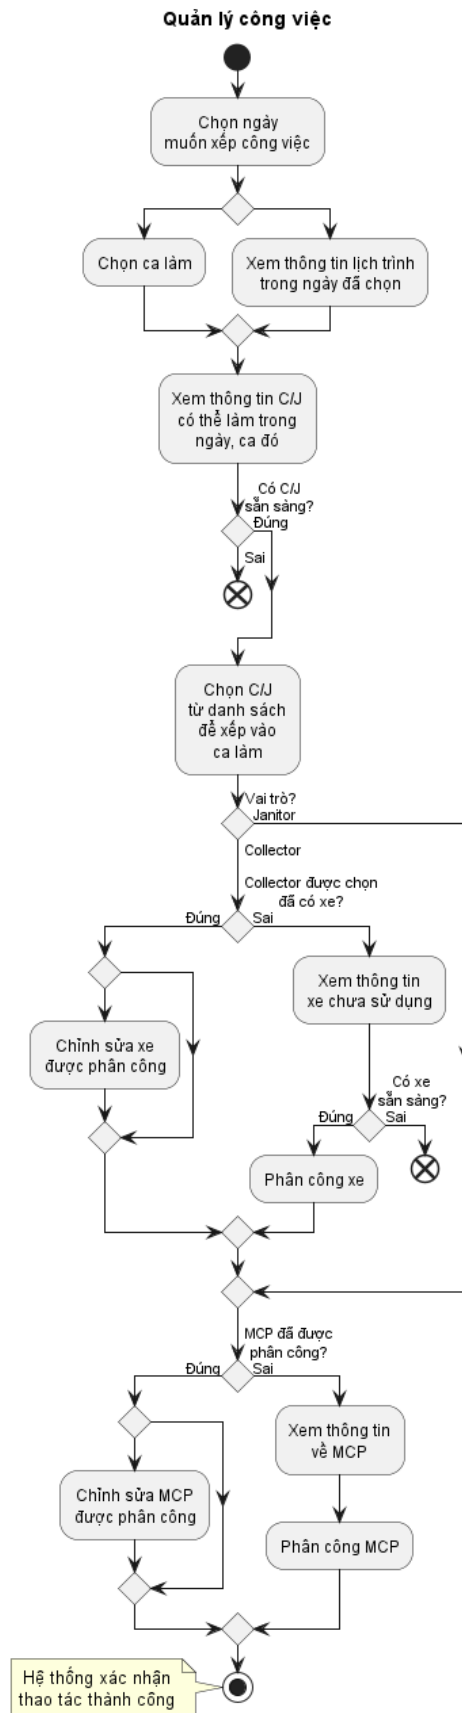 Quản lý công việc
Chọn ngày
muốn xếp công việc
Chọn ca làm
Xem thông tin lịch trình
trong ngày đã chọn
Xem thông tin C/J
có thể làm trong
ngày, ca đó
Có C/J
sẵn sàng?
Đúng
Sai
Chọn C/J
từ danh sách
để xếp vào
ca làm
Vai trò?
Janitor
Collector
Collector được chọn
đã có xe?
Đúng
Sai
Chỉnh sửa xe
được phân công
Xem thông tin
xe chưa sử dụng
Có xe
sẵn sàng?
Đúng
Sai
Phân công xe
MCP đã được
phân công?
Đúng
Sai
Chỉnh sửa MCP
được phân công
Xem thông tin
về MCP
Phân công MCP
Hệ thống xác nhận
thao tác thành công